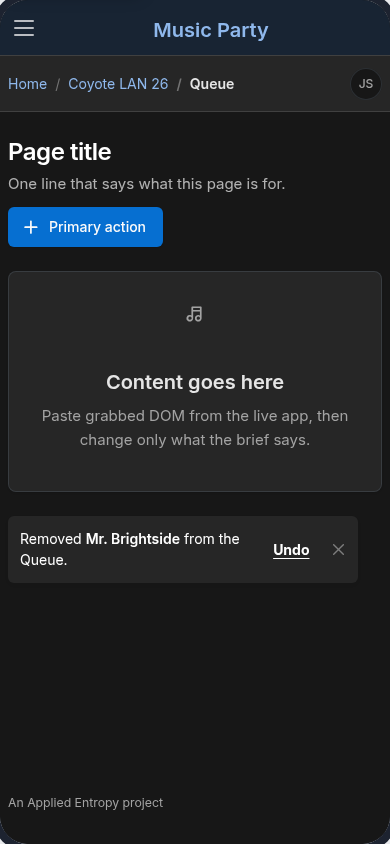 Music Party
Home / Coyote LAN 26 / Queue
JS
Page title
One line that says what this page is for.
Primary action
Content goes here
Paste grabbed DOM from the live app, then
change only what the brief says.
Removed Mr. Brightside from the
Queue.
Undo
An Applied Entropy project